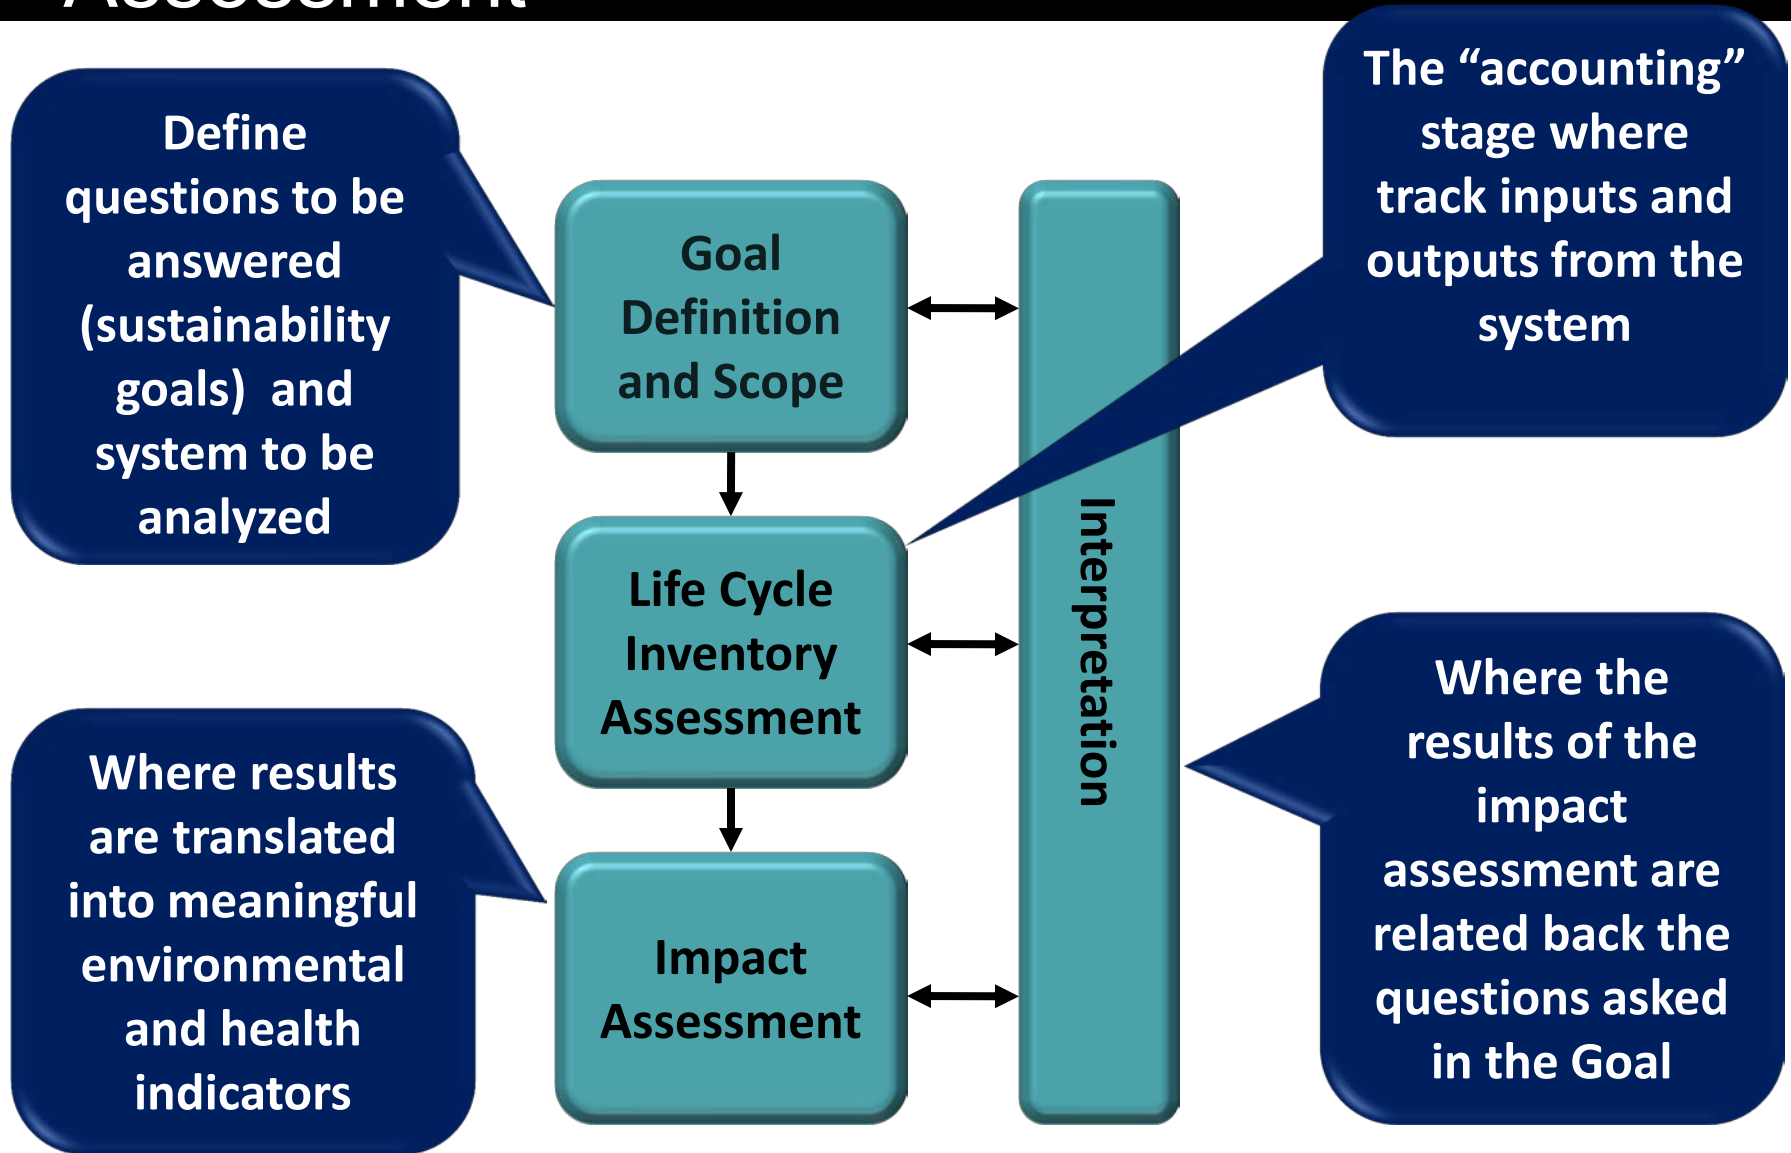 Assessment
Define
questions to be
answered
(sustainability
goals)  and
system to be
analyzed
The “accounting”
stage where
track inputs and
outputs from the
system
Goal
Definition
and Scope
Life Cycle
Inventory
Assessment
Interpretation
Where results
are translated
into meaningful
environmental
and health
indicators
Impact
Assessment
Where the
results of the
impact
assessment are
related back the
questions asked
in the Goal